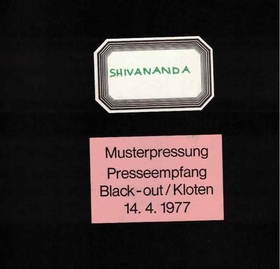 SHIVANANDA
Musterpressung
Presseempfang
Black-out/Kloten
14. 4. 1977